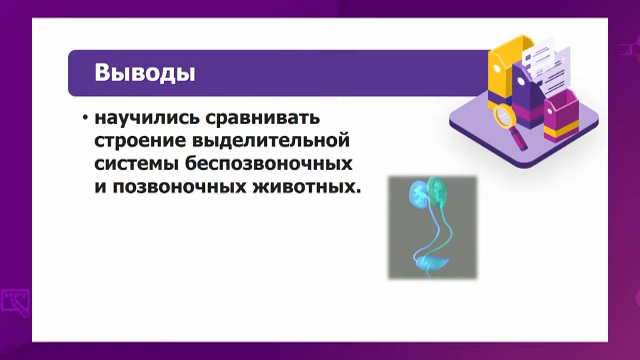 Выводы
• научились сравнивать
строение выделительной
системы беспозвоночных
и позвоночных животных.